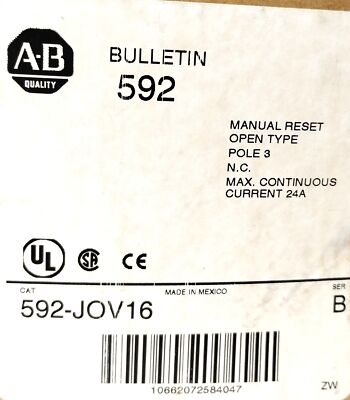 A-B
QUALITY
BULLETIN
592
MANUAL RESET
OPEN TYPE
POLE 3
N.C.
MAX. CONTINUOUS
CURRENT 24A
UL
SA
CE
CAT
MADE IN MEXICO
SER
592-JOV16
B
10662072584047
ZW